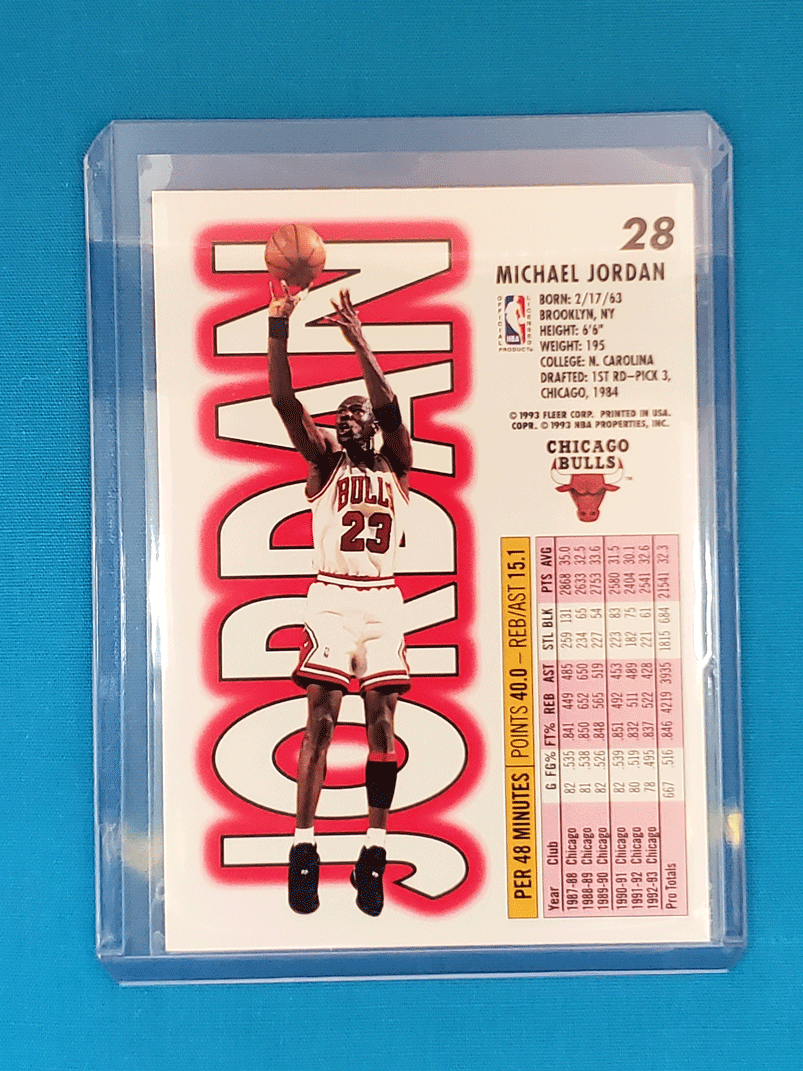 28
MICHAEL JORDAN
OFFICIAL LICENSED
NBA
PRODUCT
BORN: 2/17/63
BROOKLYN, NY
HEIGHT: 6'6"
WEIGHT: 195
COLLEGE: N. CAROLINA
DRAFTED: 1ST RD–PICK 3,
CHICAGO, 1984
© 1993 FLEER CORP. PRINTED IN USA.
COPR. © 1993 NBA PROPERTIES, INC.
CHICAGO
BULLS
™
JORDAN
BULLS
23
PER 48 MINUTES POINTS 40.0 – REB/AST 15.1
Year Club G FG% FT% REB AST STL BLK PTS AVG
1987-88 Chicago 82 .535 .841 449 485 259 131 2868 35.0
1988-89 Chicago 81 .538 .850 652 650 234 65 2633 32.5
1989-90 Chicago 82 .526 .848 565 519 227 54 2753 33.6
1990-91 Chicago 82 .539 .851 492 453 223 83 2580 31.5
1991-92 Chicago 80 .519 .832 511 489 182 75 2404 30.1
1992-93 Chicago 78 .495 .837 522 428 221 61 2541 32.6
Pro Totals 667 .516 .846 4219 3935 1815 684 21541 32.3